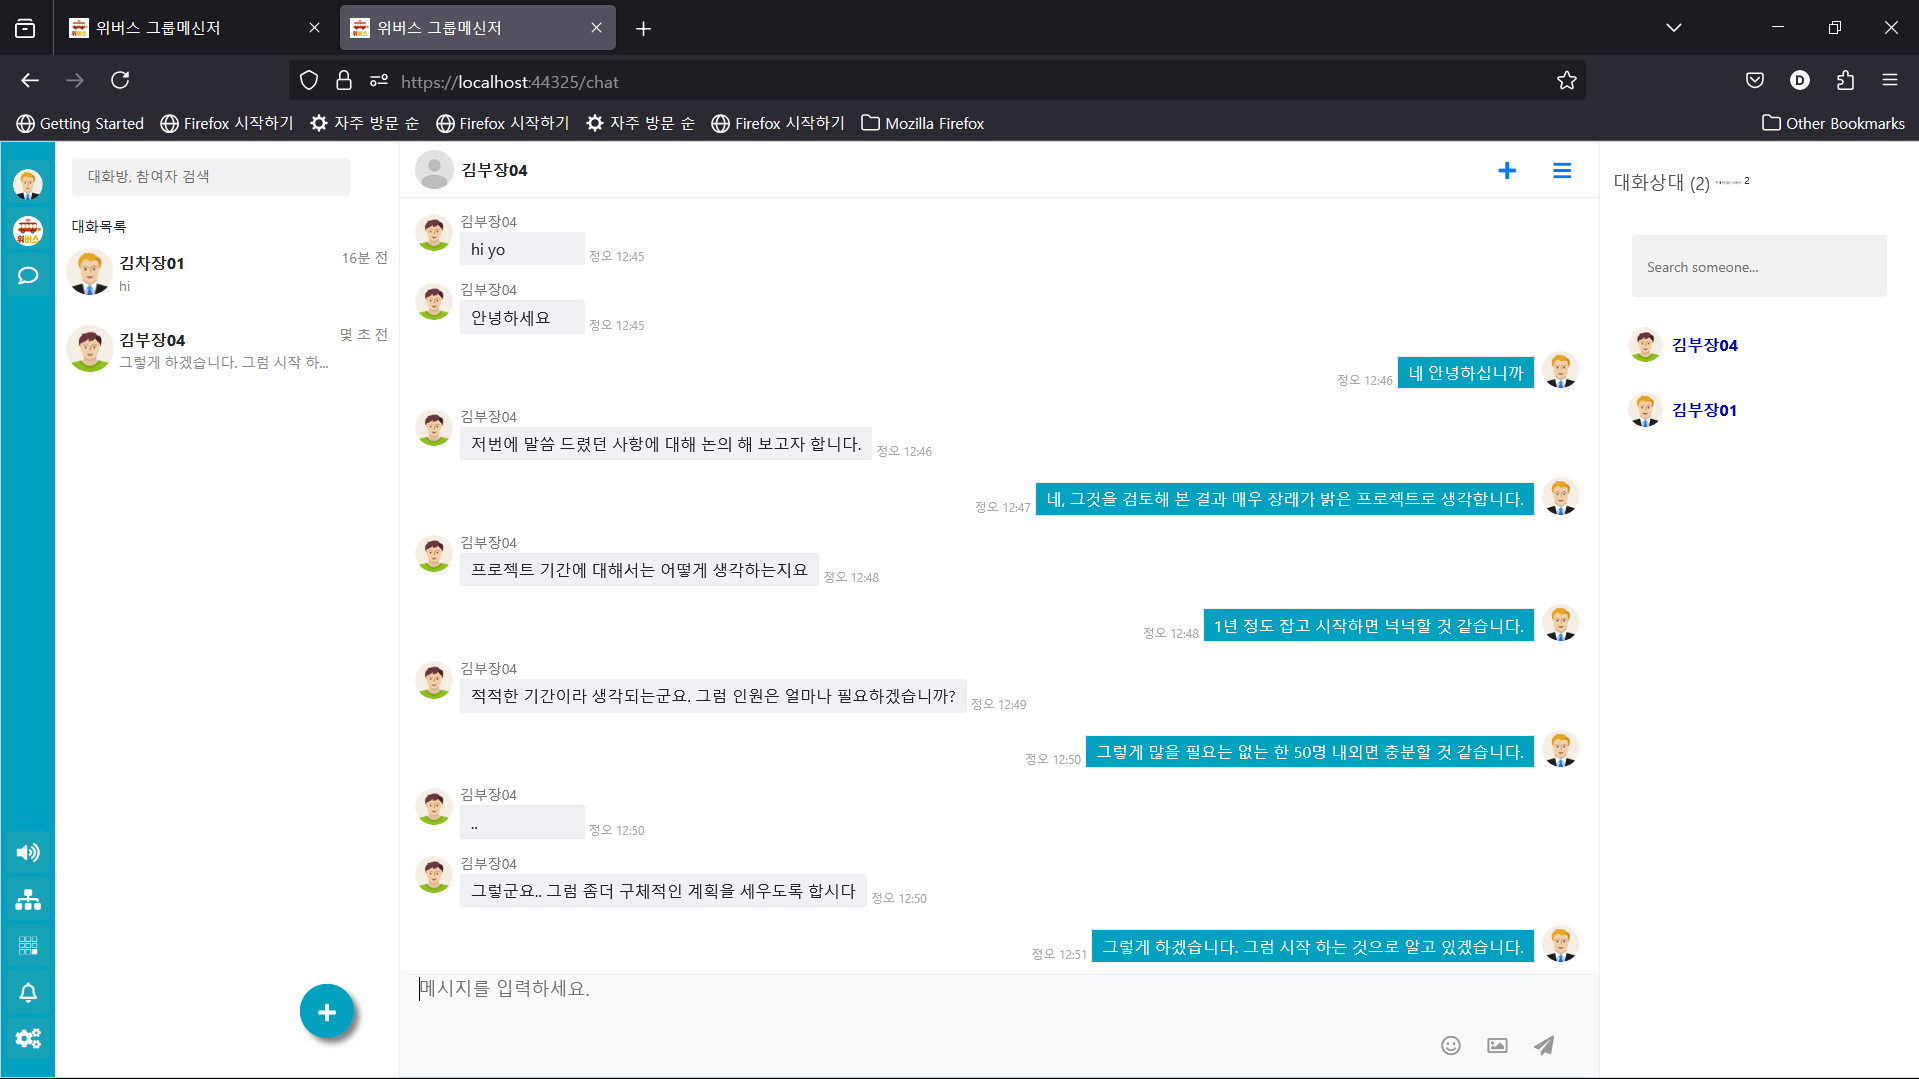 위버스 그룹메신저
위버스 그룹메신저
https://localhost:44325/chat
Getting Started
Firefox 시작하기
자주 방문 순
Firefox 시작하기
자주 방문 순
Firefox 시작하기
Mozilla Firefox
Other Bookmarks
위버스
대화방, 참여자 검색
대화목록
김차장01
16분 전
hi
김부장04
몇 초 전
그렇게 하겠습니다. 그럼 시작 하...
김부장04
김부장04
hi yo
정오 12:45
김부장04
안녕하세요
정오 12:45
정오 12:46
네 안녕하십니까
김부장04
저번에 말씀 드렸던 사항에 대해 논의 해 보고자 합니다.
정오 12:46
정오 12:47
네, 그것을 검토해 본 결과 매우 장래가 밝은 프로젝트로 생각합니다.
김부장04
프로젝트 기간에 대해서는 어떻게 생각하는지요
정오 12:48
정오 12:48
1년 정도 잡고 시작하면 넉넉할 것 같습니다.
김부장04
적적한 기간이라 생각되는군요. 그럼 인원은 얼마나 필요하겠습니까?
정오 12:49
정오 12:50
그렇게 많을 필요는 없는 한 50명 내외면 충분할 것 같습니다.
김부장04
..
정오 12:50
김부장04
그렇군요.. 그럼 좀더 구체적인 계획을 세우도록 합시다
정오 12:50
정오 12:51
그렇게 하겠습니다. 그럼 시작 하는 것으로 알고 있겠습니다.
메시지를 입력하세요.
대화상대 (2)
2
Search someone...
김부장04
김부장01